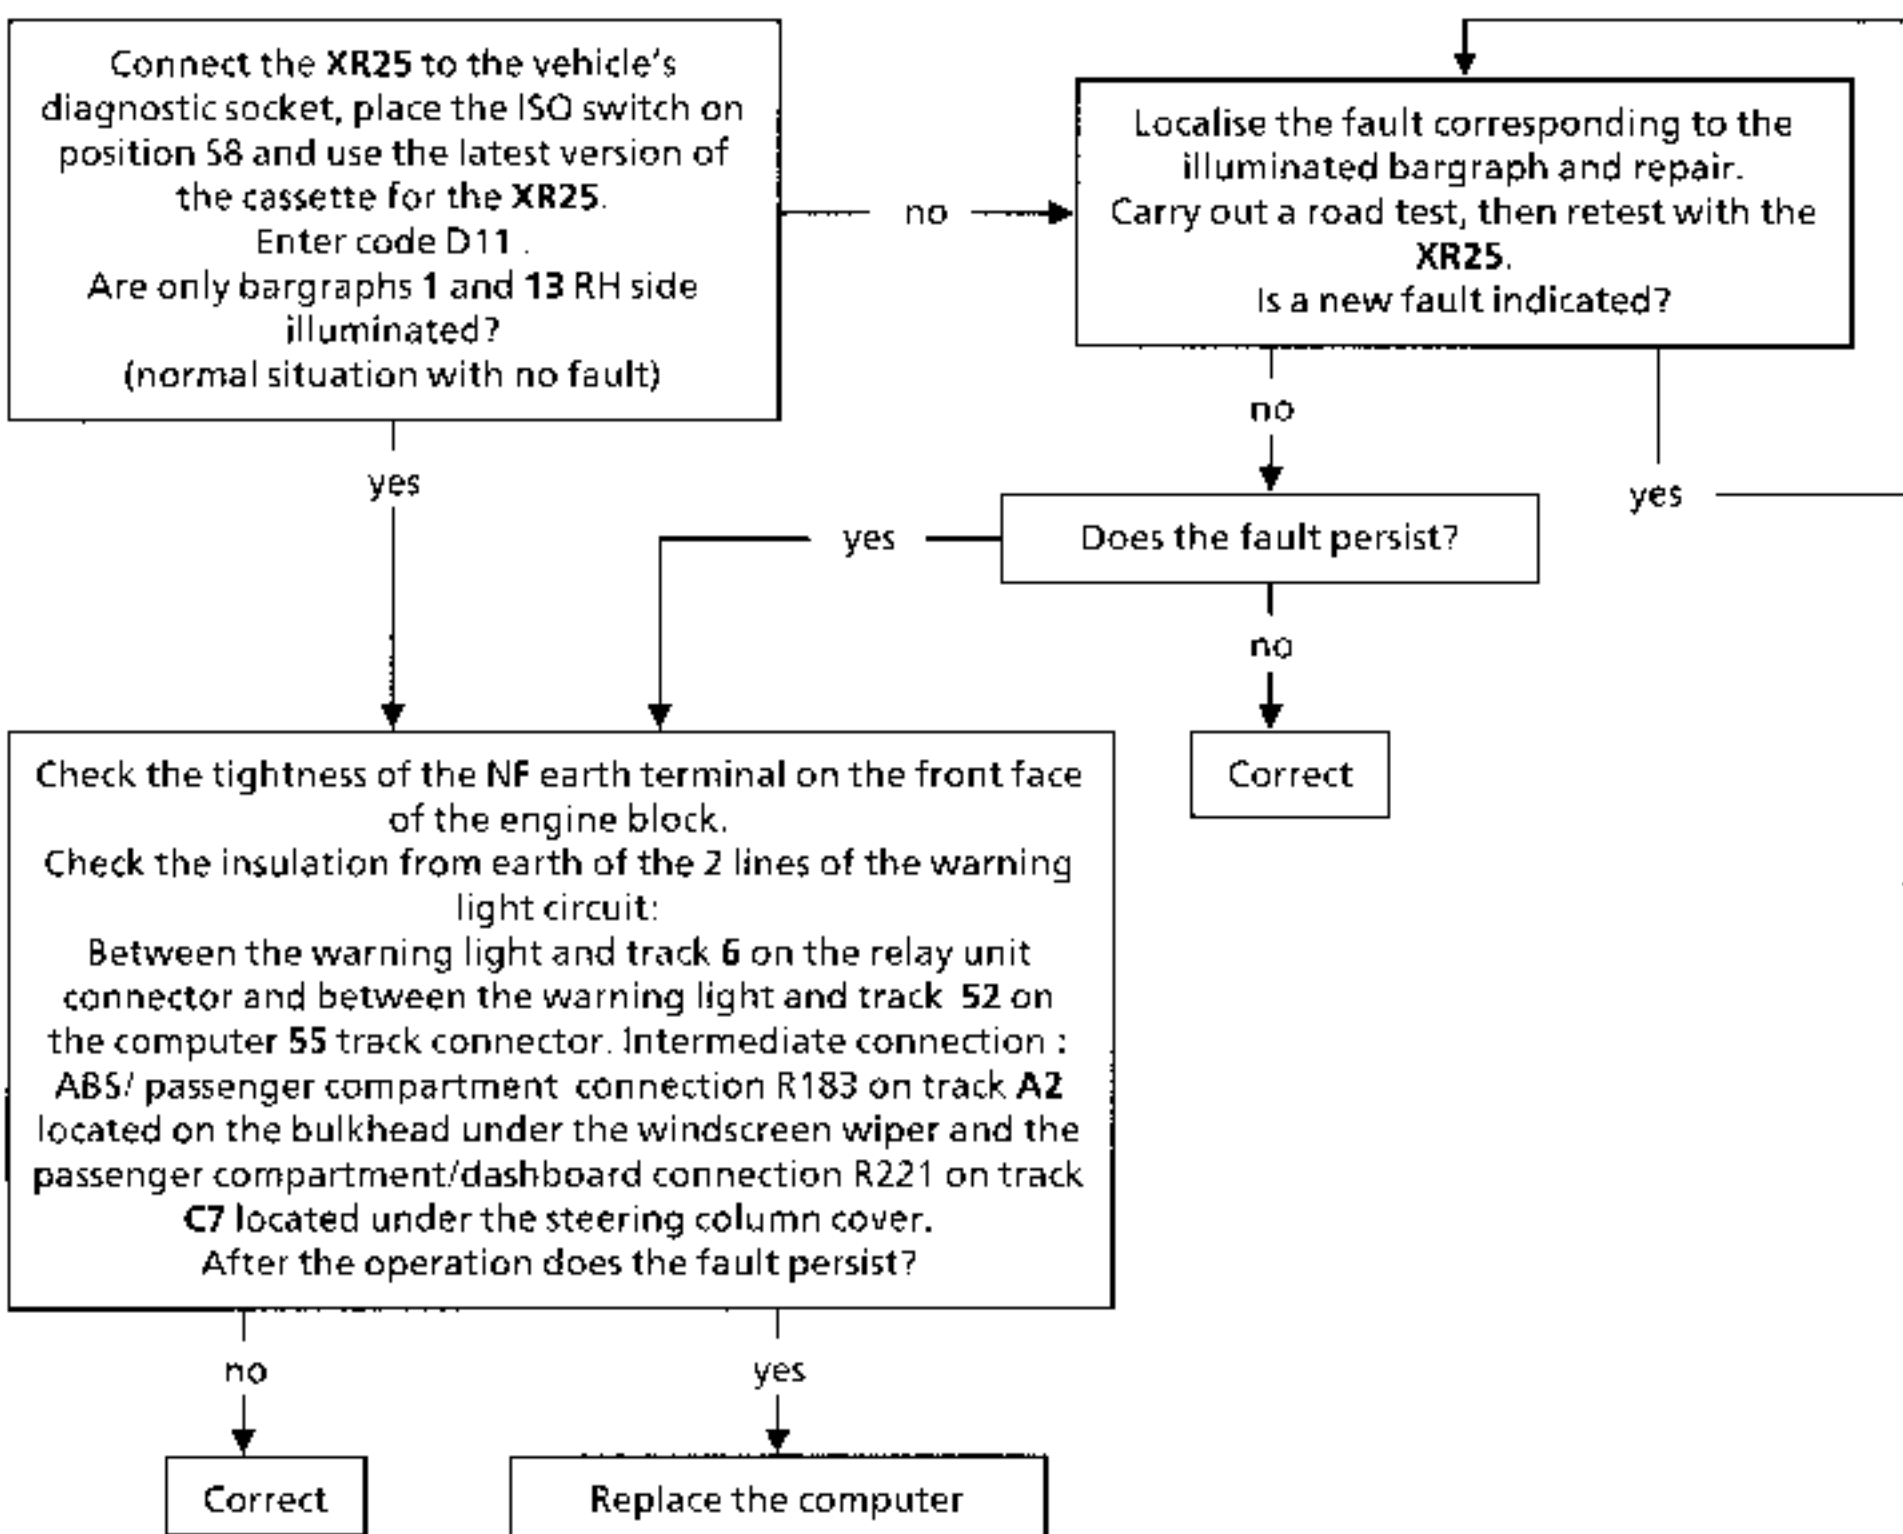 Connect the XR25 to the vehicle's
diagnostic socket, place the ISO switch on
position S8 and use the latest version of
the cassette for the XR25.
Enter code D11 .
Are only bargraphs 1 and 13 RH side
illuminated?
(normal situation with no fault)
no
Localise the fault corresponding to the
illuminated bargraph and repair.
Carry out a road test, then retest with the
XR25.
Is a new fault indicated?
no
yes
yes
yes
Does the fault persist?
no
Correct
Check the tightness of the NF earth terminal on the front face
of the engine block.
Check the insulation from earth of the 2 lines of the warning
light circuit:
Between the warning light and track 6 on the relay unit
connector and between the warning light and track 52 on
the computer 55 track connector. Intermediate connection :
ABS/ passenger compartment connection R183 on track A2
located on the bulkhead under the windscreen wiper and the
passenger compartment/dashboard connection R221 on track
C7 located under the steering column cover.
After the operation does the fault persist?
no
yes
Correct
Replace the computer